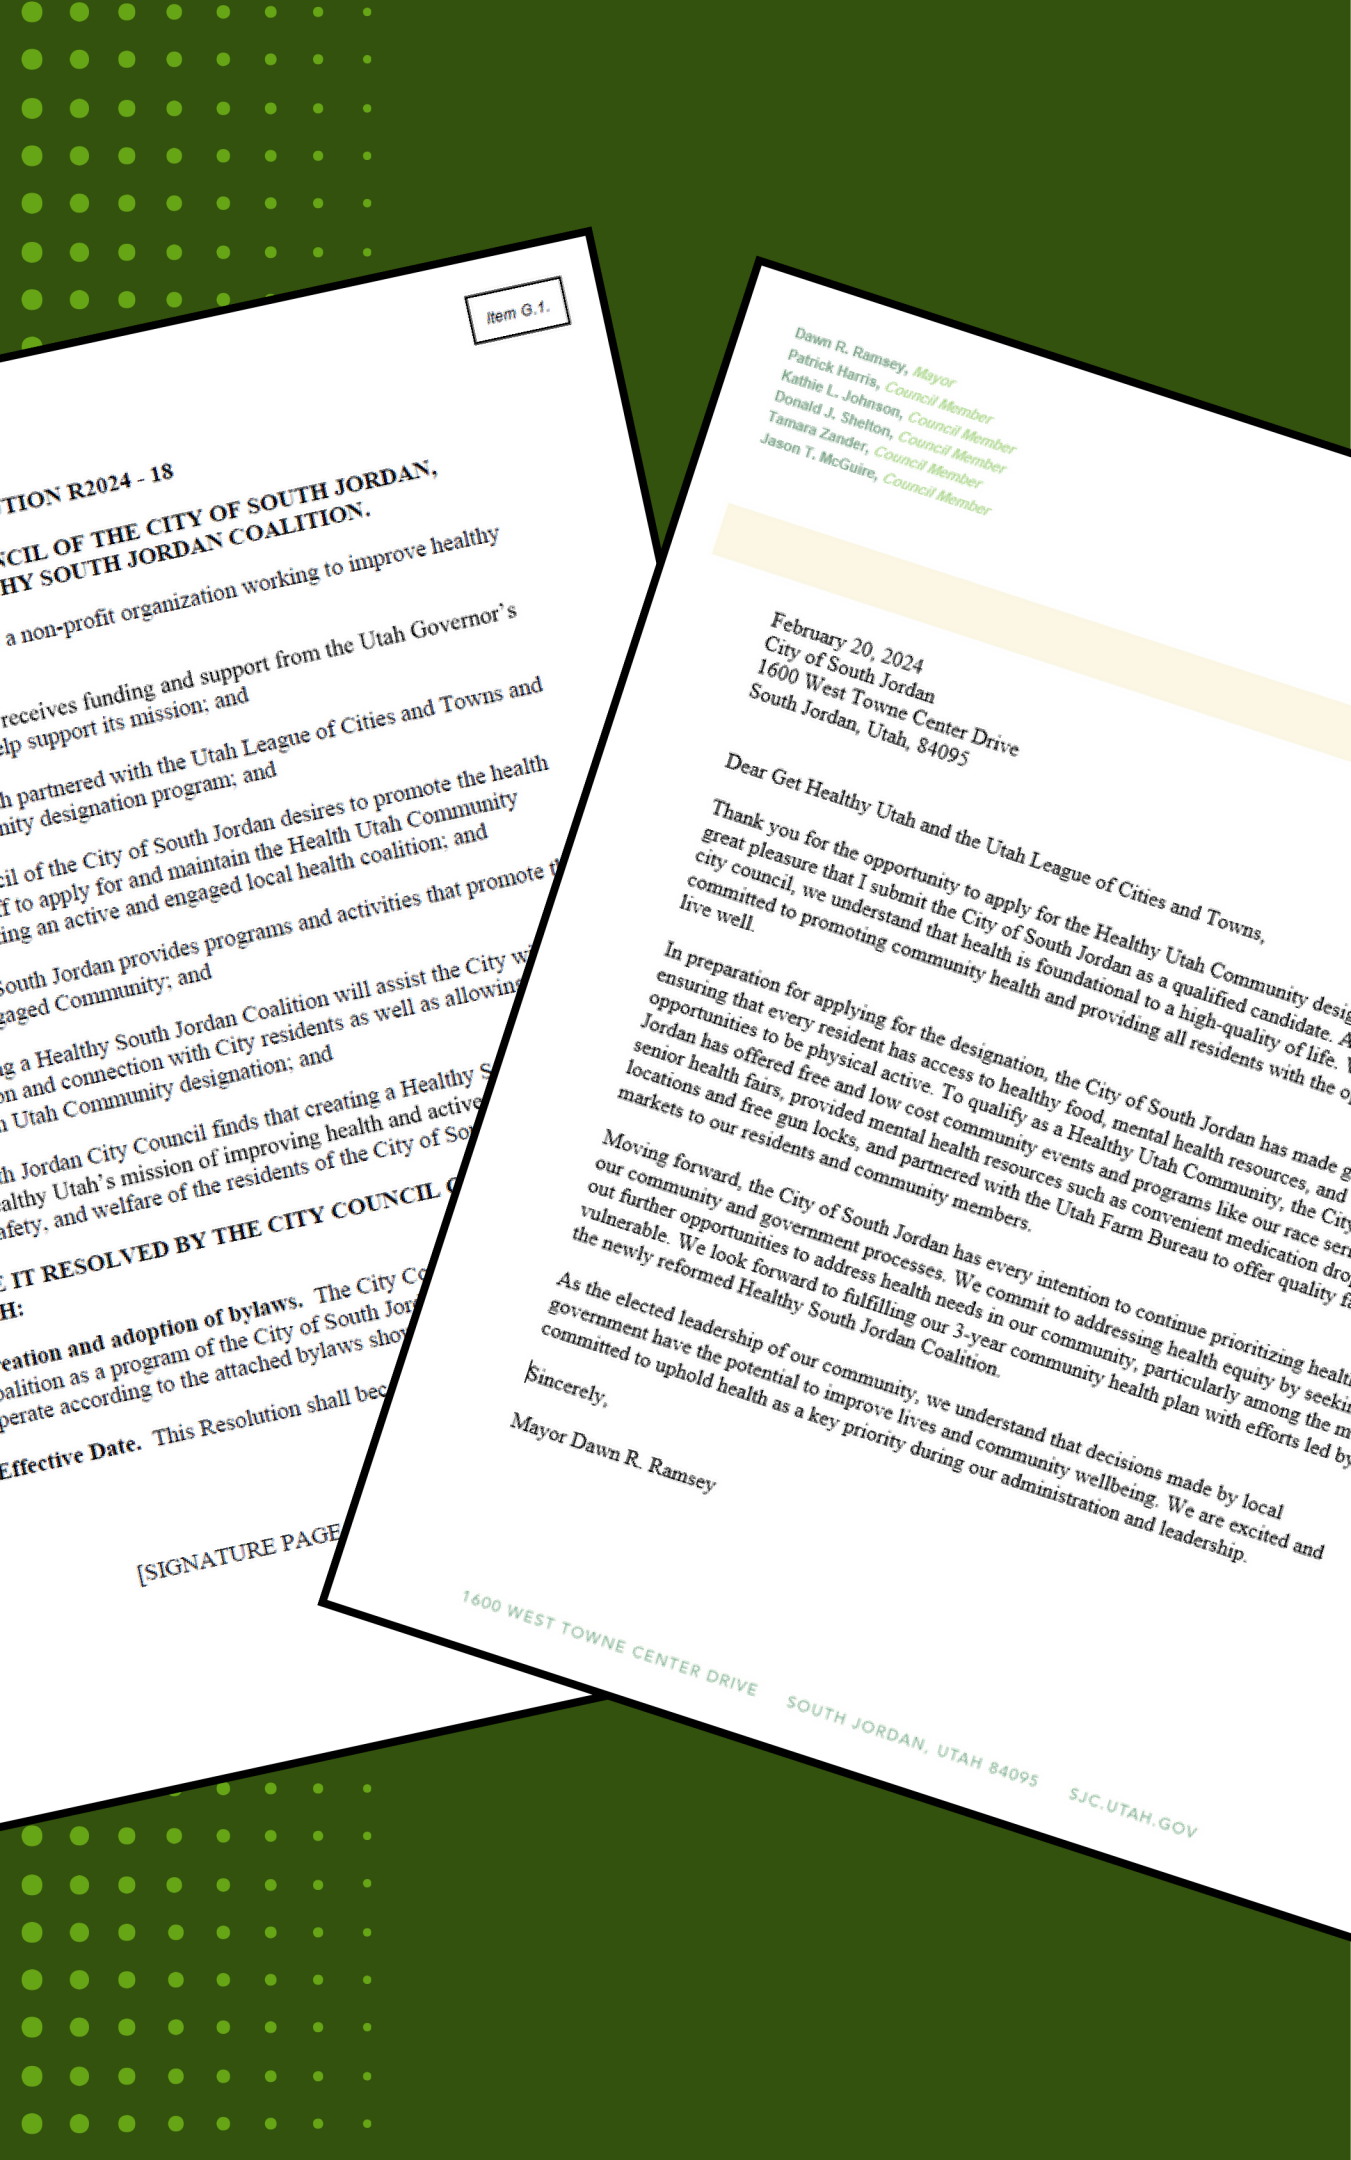 Item G.1.
TION R2024 - 18
NCIL OF THE CITY OF SOUTH JORDAN,
HY SOUTH JORDAN COALITION.
a non-profit organization working to improve healthy
receives funding and support from the Utah Governor's
elp support its mission; and
h partnered with the Utah League of Cities and Towns and
nity designation program; and
cil of the City of South Jordan desires to promote the health
ff to apply for and maintain the Health Utah Community
ing an active and engaged local health coalition; and
South Jordan provides programs and activities that promote th
gaged Community; and
ng a Healthy South Jordan Coalition will assist the City wi
on and connection with City residents as well as allowing
h Utah Community designation; and
th Jordan City Council finds that creating a Healthy S
ealthy Utah's mission of improving health and active
afety, and welfare of the residents of the City of Sou
E IT RESOLVED BY THE CITY COUNCIL O
H:
reation and adoption of bylaws. The City Co
oalition as a program of the City of South Jord
perate according to the attached bylaws show
Effective Date. This Resolution shall bec
[SIGNATURE PAGE
Dawn R. Ramsey, Mayor
Patrick Harris, Council Member
Kathie L. Johnson, Council Member
Donald J. Shelton, Council Member
Tamara Zander, Council Member
Jason T. McGuire, Council Member
February 20, 2024
City of South Jordan
1600 West Towne Center Drive
South Jordan, Utah, 84095
Dear Get Healthy Utah and the Utah League of Cities and Towns,
Thank you for the opportunity to apply for the Healthy Utah Community desig
great pleasure that I submit the City of South Jordan as a qualified candidate. A
city council, we understand that health is foundational to a high-quality of life. W
committed to promoting community health and providing all residents with the op
live well.
In preparation for applying for the designation, the City of South Jordan has made g
ensuring that every resident has access to healthy food, mental health resources, and
opportunities to be physical active. To qualify as a Healthy Utah Community, the City
Jordan has offered free and low cost community events and programs like our race seri
senior health fairs, provided mental health resources such as convenient medication drop
locations and free gun locks, and partnered with the Utah Farm Bureau to offer quality fa
markets to our residents and community members.
Moving forward, the City of South Jordan has every intention to continue prioritizing healt
our community and government processes. We commit to addressing health equity by seekin
out further opportunities to address health needs in our community, particularly among the m
vulnerable. We look forward to fulfilling our 3-year community health plan with efforts led by
the newly reformed Healthy South Jordan Coalition.
As the elected leadership of our community, we understand that decisions made by local
government have the potential to improve lives and community wellbeing. We are excited and
committed to uphold health as a key priority during our administration and leadership.
Sincerely,
Mayor Dawn R. Ramsey
1600 WEST TOWNE CENTER DRIVE SOUTH JORDAN, UTAH 84095 SJC.UTAH.GOV